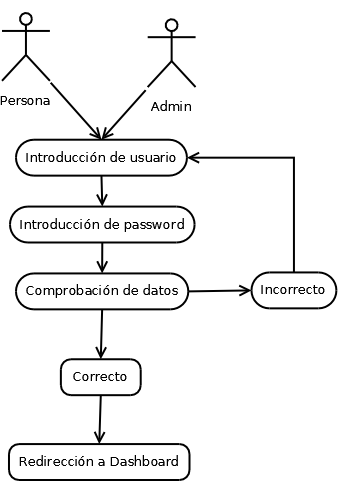 Persona
Admin
Introducción de usuario
Introducción de password
Comprobación de datos
Incorrecto
Correcto
Redirección a Dashboard